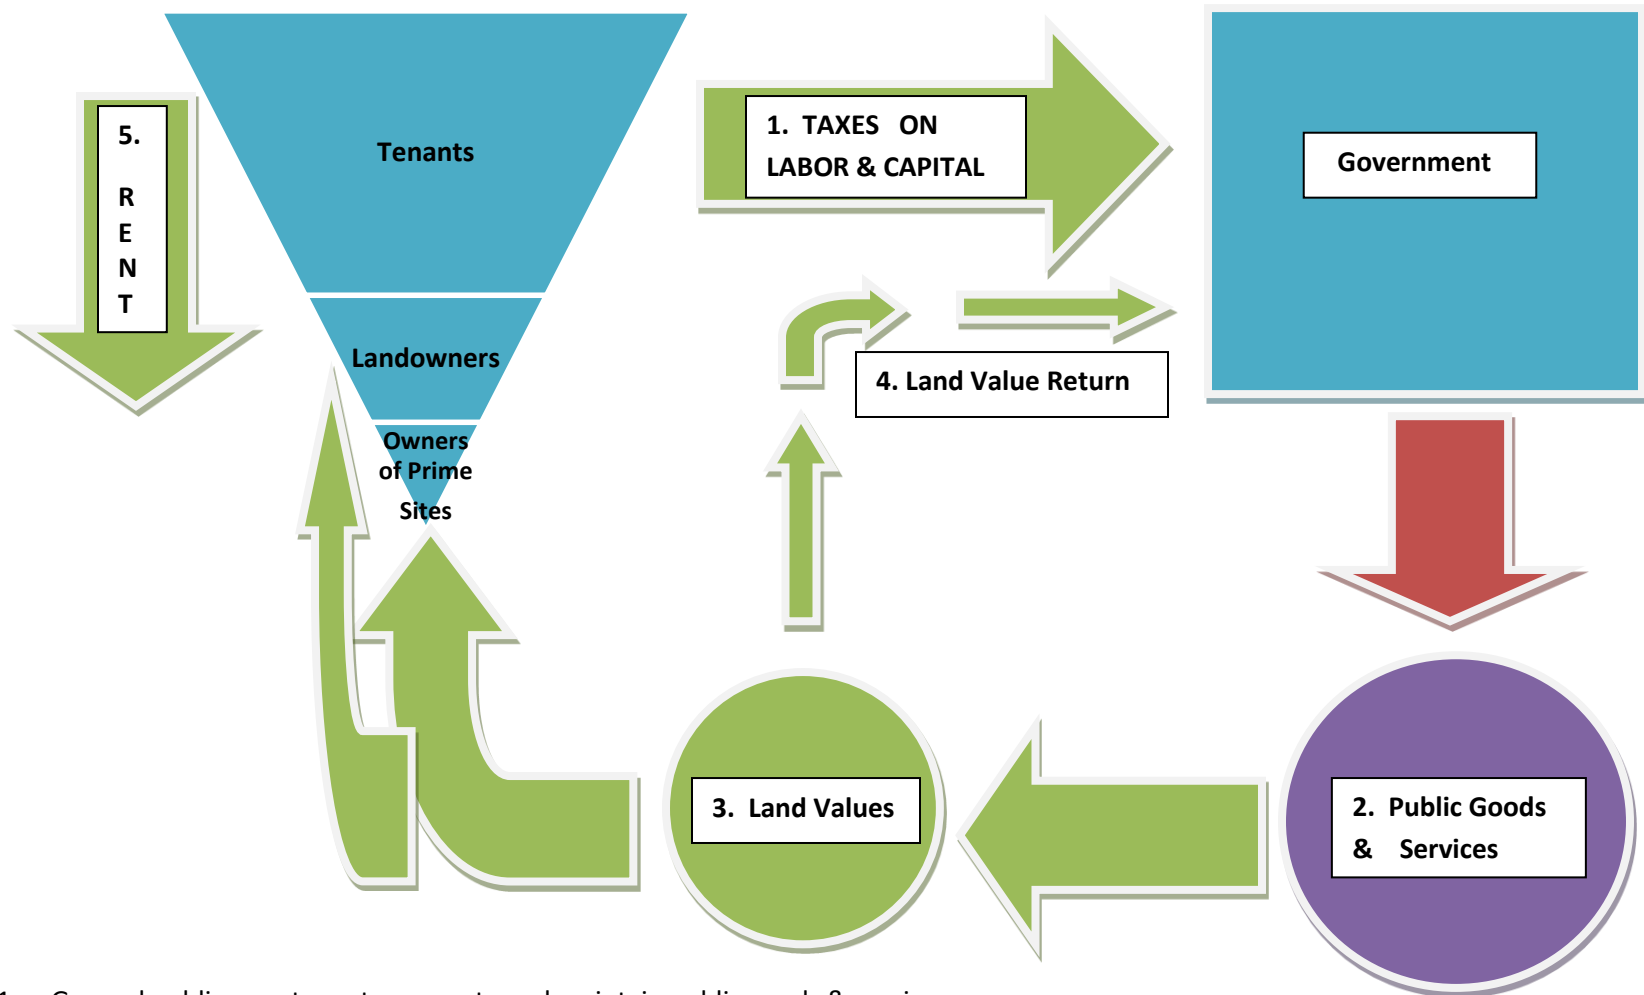 5.
R
E
N
T
Tenants
Landowners
Owners
of Prime
Sites
1. TAXES ON
LABOR & CAPITAL
Government
4. Land Value Return
3. Land Values
2. Public Goods
& Services